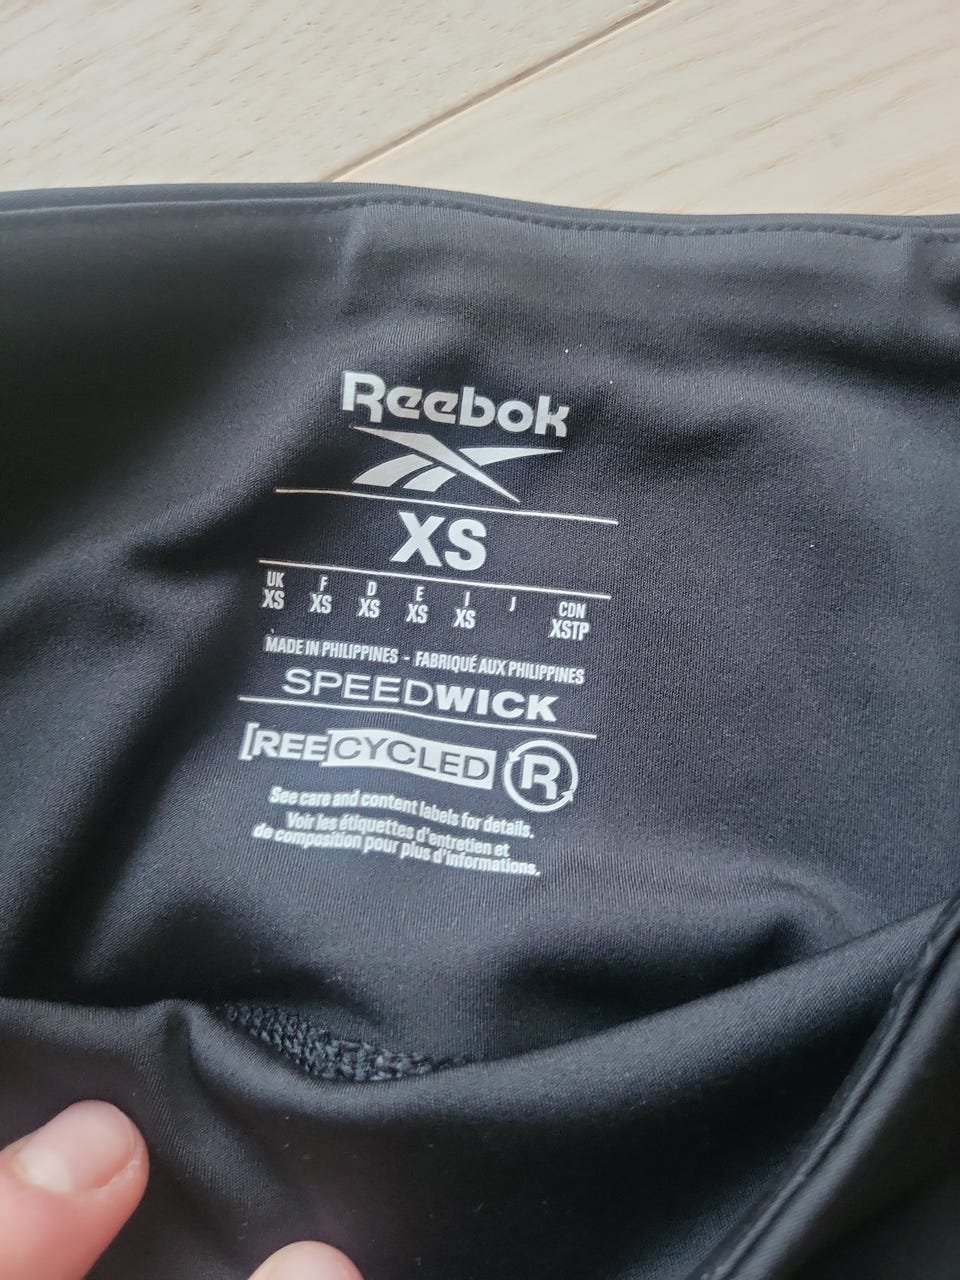 Reebok
XS
UK F D E I J CDN
XS XS XS XS XS XSTP
MADE IN PHILIPPINES - FABRIQUÉ AUX PHILIPPINES
SPEEDWICK
[REECYCLED R
See care and content labels for details.
Voir les étiquettes d'entretien et
de composition pour plus d'informations.